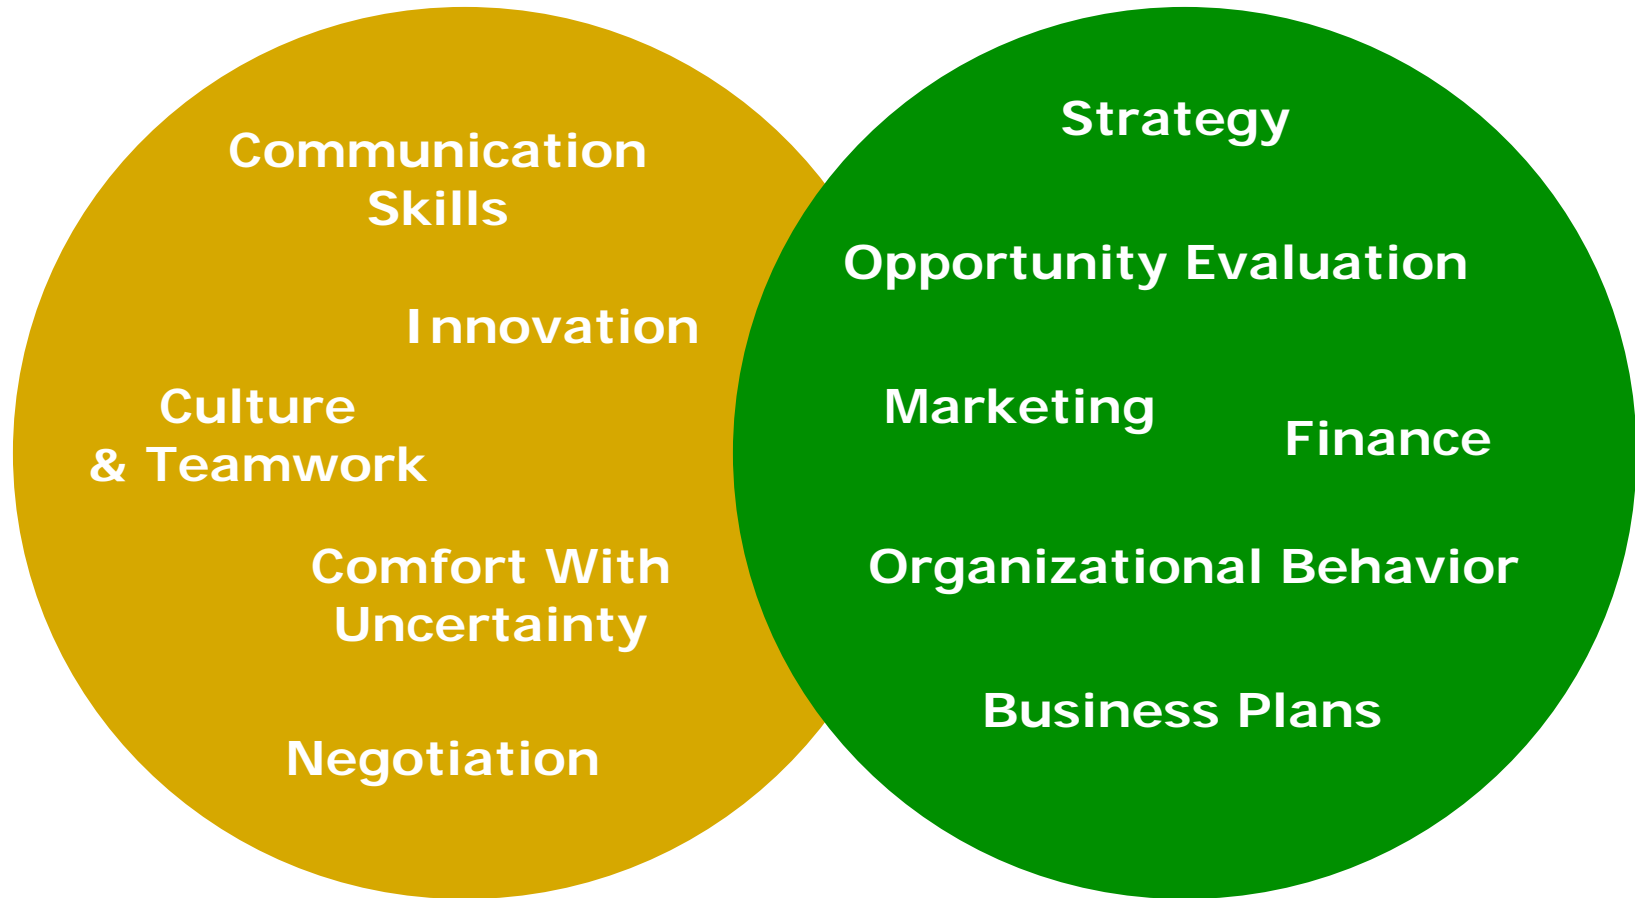 Communication
Skills
Innovation
Culture
& Teamwork
Comfort With
Uncertainty
Negotiation
Strategy
Opportunity Evaluation
Marketing
Finance
Organizational Behavior
Business Plans